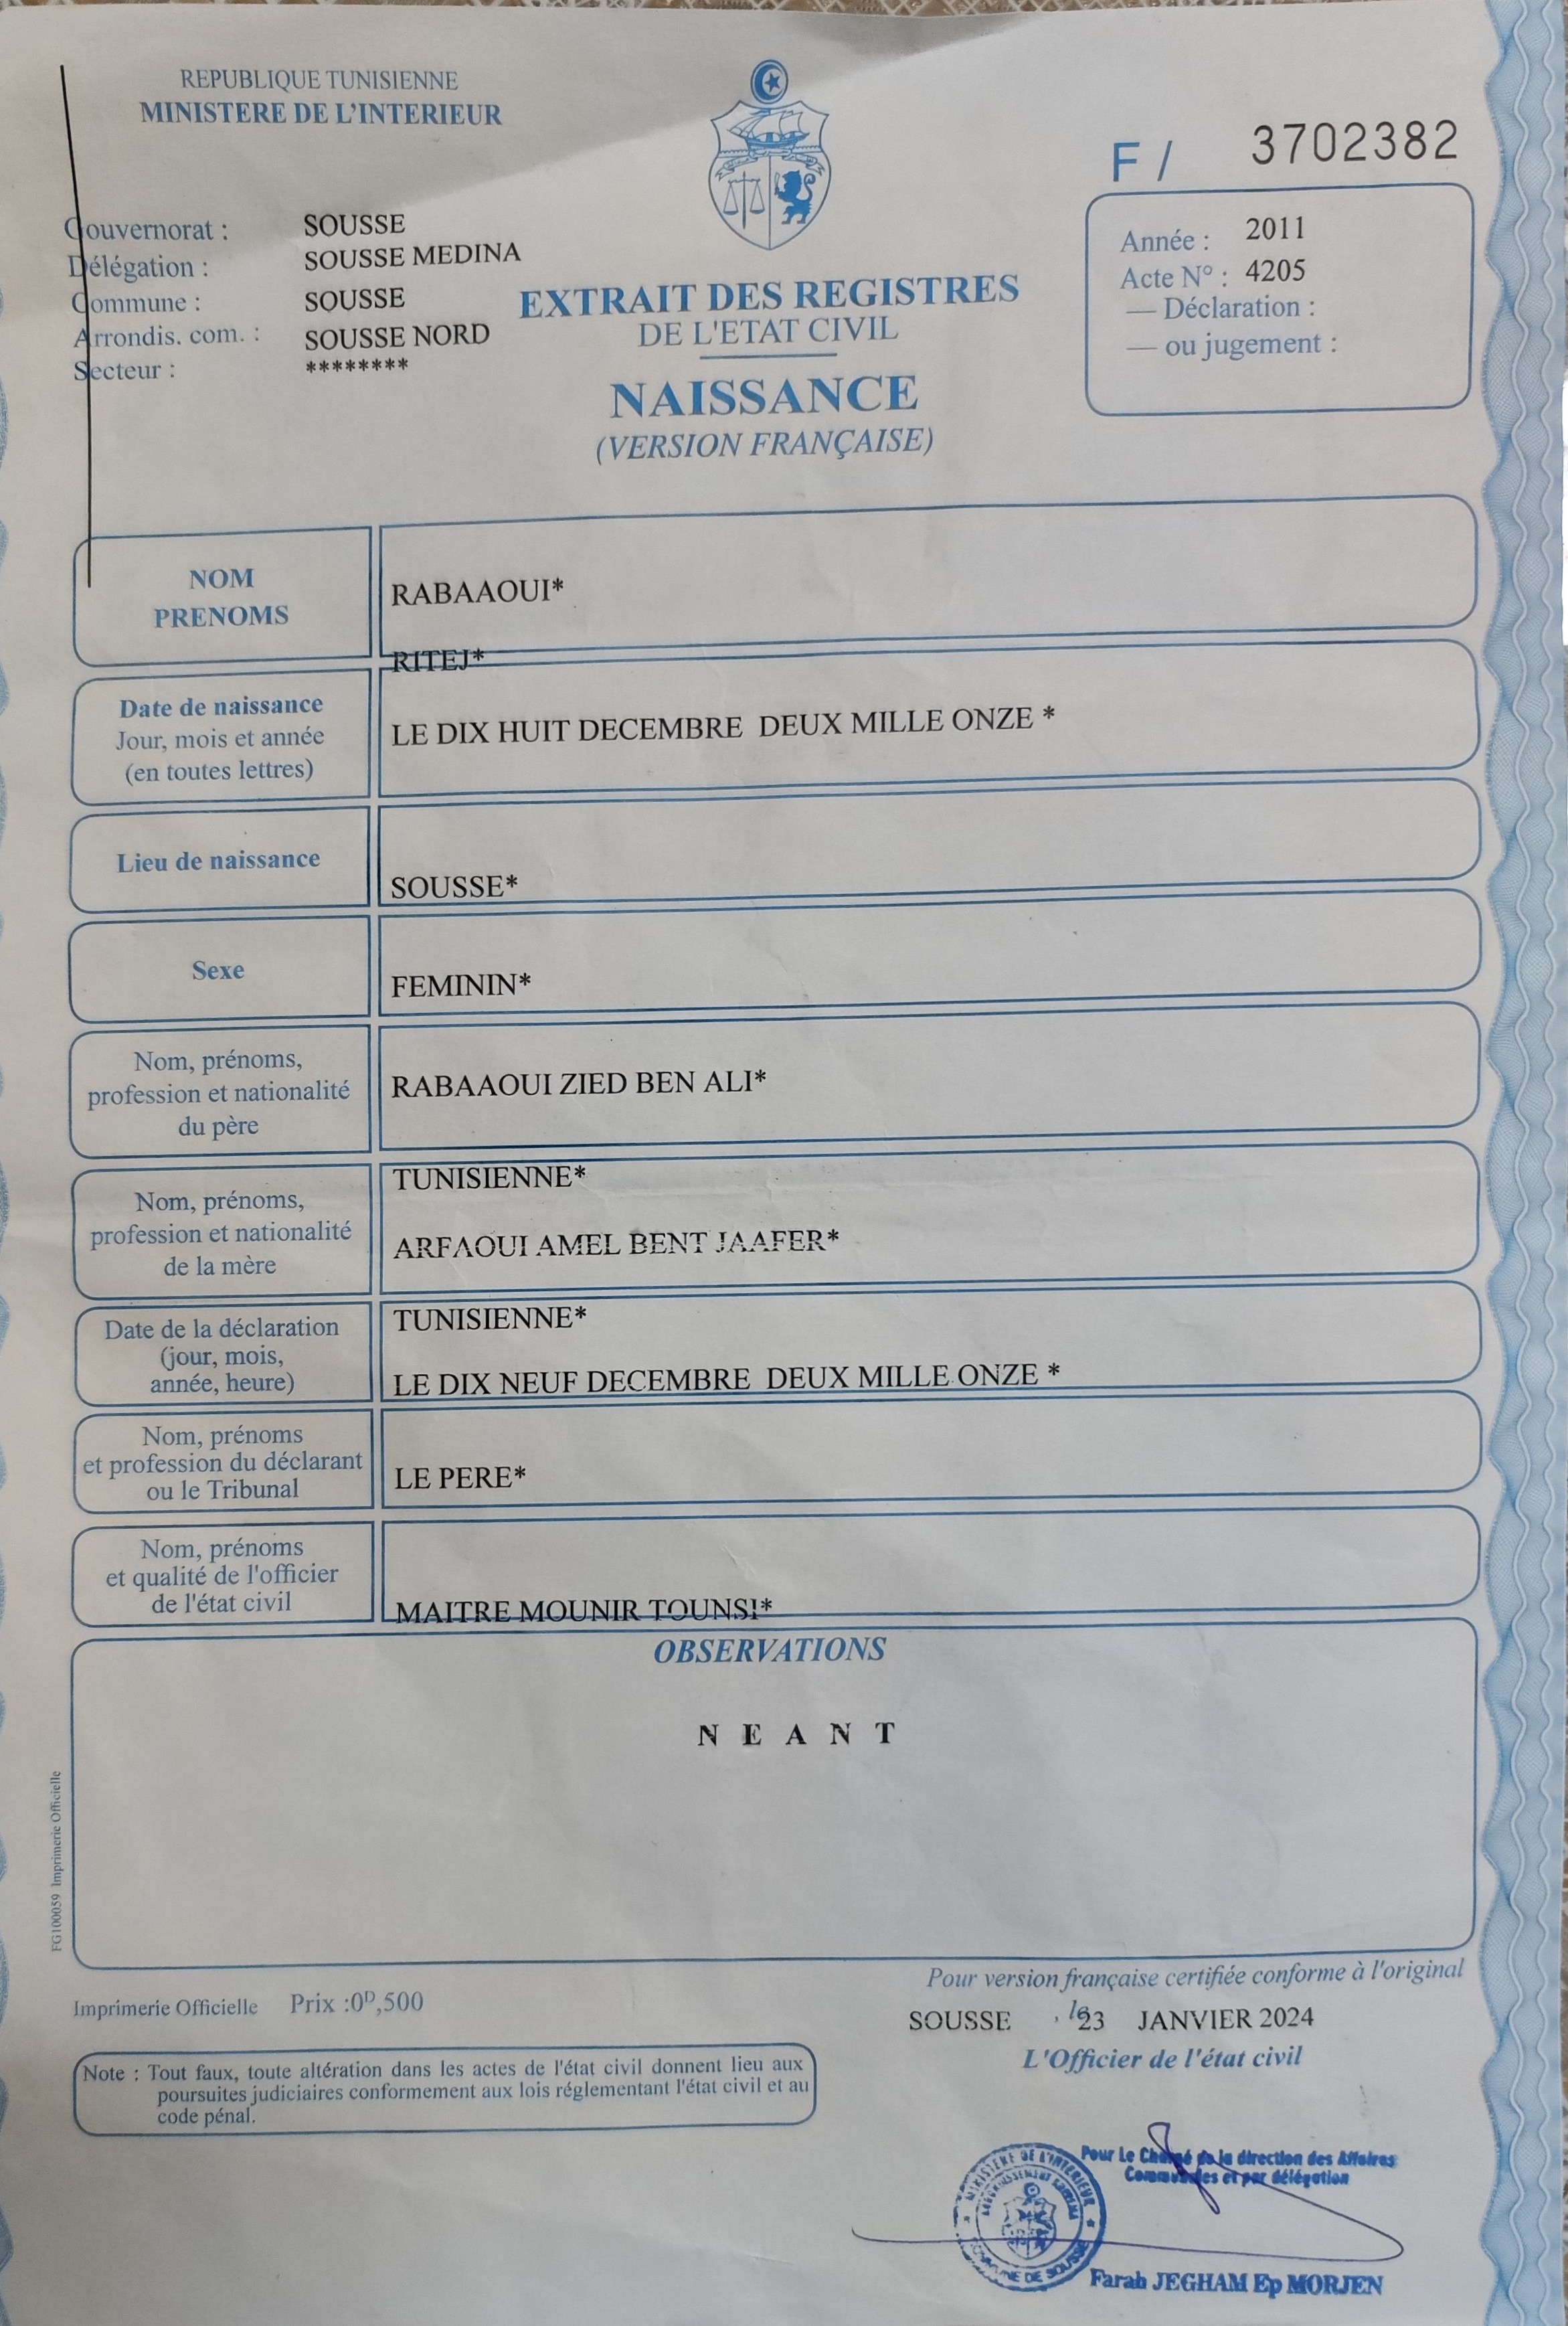 REPUBLIQUE TUNISIENNE
MINISTERE DE L'INTERIEUR
F / 3702382
Gouvernorat : SOUSSE
Délégation : SOUSSE MEDINA
Commune : SOUSSE
Arrondis. com. : SOUSSE NORD
Secteur : ********
EXTRAIT DES REGISTRES
DE L'ETAT CIVIL
NAISSANCE
(VERSION FRANÇAISE)
Année : 2011
Acte N° : 4205
— Déclaration :
— ou jugement :
NOM
PRENOMS
RABAAOUI*
RITEJ*
Date de naissance
Jour, mois et année
(en toutes lettres)
LE DIX HUIT DECEMBRE DEUX MILLE ONZE *
Lieu de naissance
SOUSSE*
Sexe
FEMININ*
Nom, prénoms,
profession et nationalité
du père
RABAAOUI ZIED BEN ALI*
TUNISIENNE*
Nom, prénoms,
profession et nationalité
de la mère
ARFAOUI AMEL BENT JAAFER*
TUNISIENNE*
Date de la déclaration
(jour, mois,
année, heure)
LE DIX NEUF DECEMBRE DEUX MILLE ONZE *
Nom, prénoms
et profession du déclarant
ou le Tribunal
LE PERE*
Nom, prénoms
et qualité de l'officier
de l'état civil
MAITRE MOUNIR TOUNSI*
OBSERVATIONS
N E A N T
FG100059 Imprimerie Officielle
Pour version française certifiée conforme à l'original
Imprimerie Officielle Prix :0D,500
SOUSSE , le 23 JANVIER 2024
L'Officier de l'état civil
Note : Tout faux, toute altération dans les actes de l'état civil donnent lieu aux
poursuites judiciaires conformement aux lois réglementant l'état civil et au
code pénal.
Pour Le Chargé de la direction des Affaires
Communales et par délégation
MINISTERE DE L'INTERIEUR
COMMUNE DE SOUSSE
Farah JEGHAM Ep MORJEN